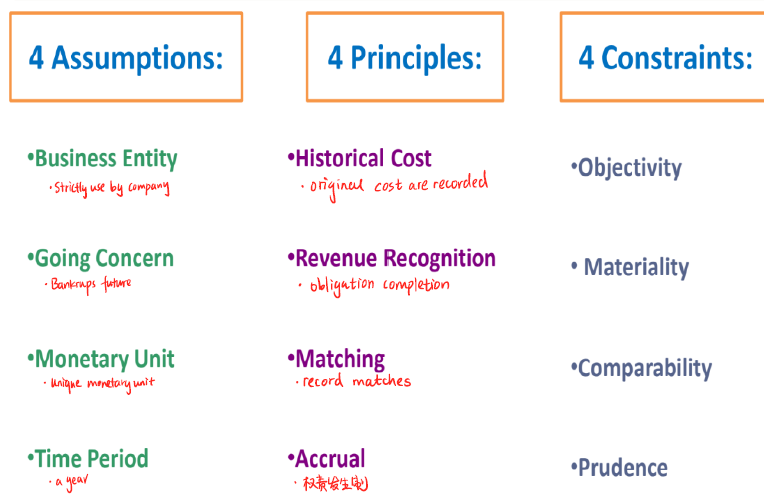 4 Assumptions:
•Business Entity
•Strictly use by company
•Going Concern
•Bankrups future
•Monetary Unit
•unique monetary unit
•Time Period
•a year
4 Principles:
•Historical Cost
•original cost are recorded
•Revenue Recognition
•obligation completion
•Matching
•record matches
•Accrual
•权责发生制
4 Constraints:
•Objectivity
• Materiality
•Comparability
•Prudence